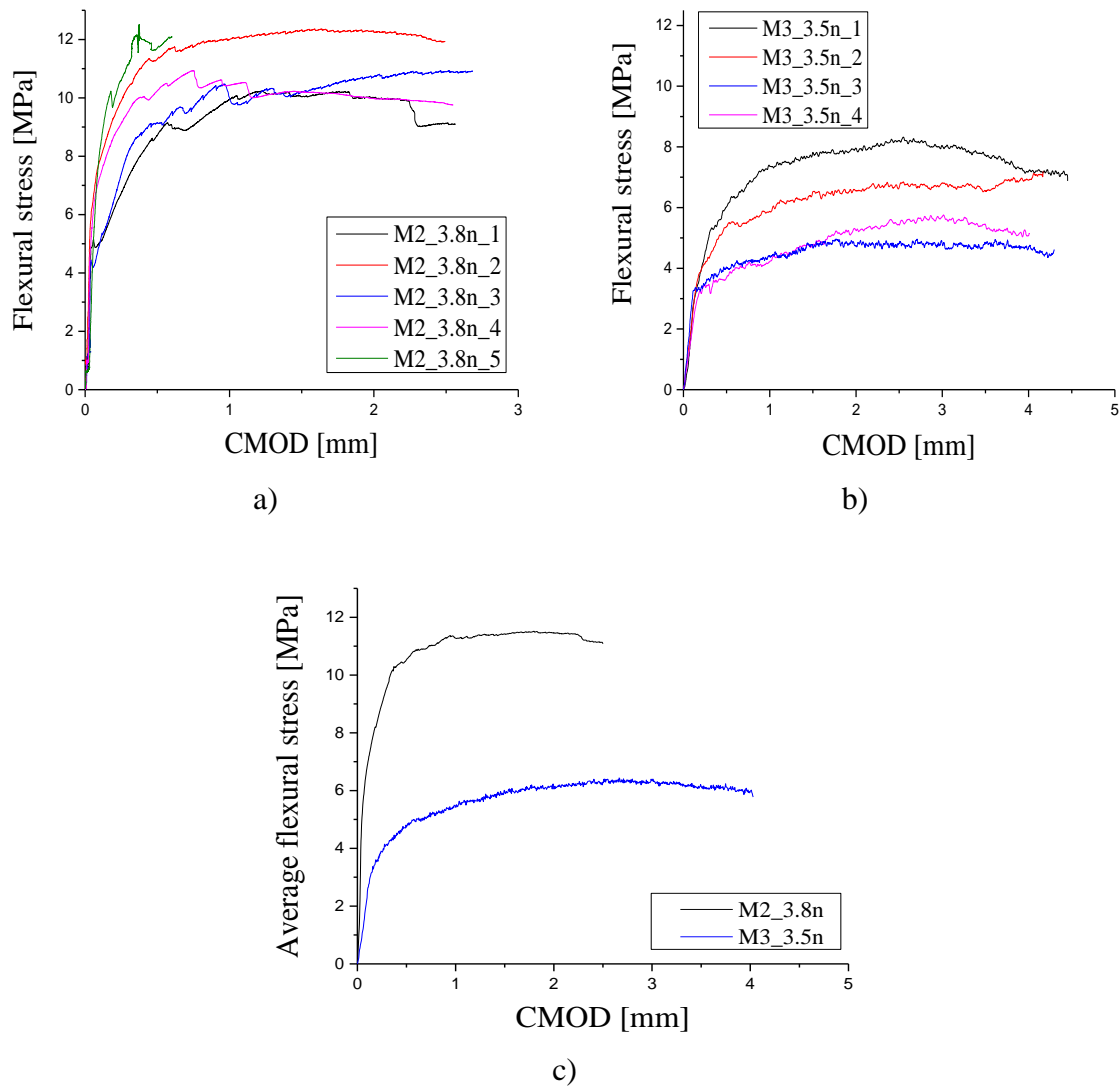 Flexural stress [MPa]
12
10
8
6
4
2
0
M2_3.8n_1
M2_3.8n_2
M2_3.8n_3
M2_3.8n_4
M2_3.8n_5
0 1 2 3
CMOD [mm]
a)
Flexural stress [MPa]
12
10
8
6
4
2
0
M3_3.5n_1
M3_3.5n_2
M3_3.5n_3
M3_3.5n_4
0 1 2 3 4 5
CMOD [mm]
b)
Average flexural stress [MPa]
12
10
8
6
4
2
0
M2_3.8n
M3_3.5n
0 1 2 3 4 5
CMOD [mm]
c)